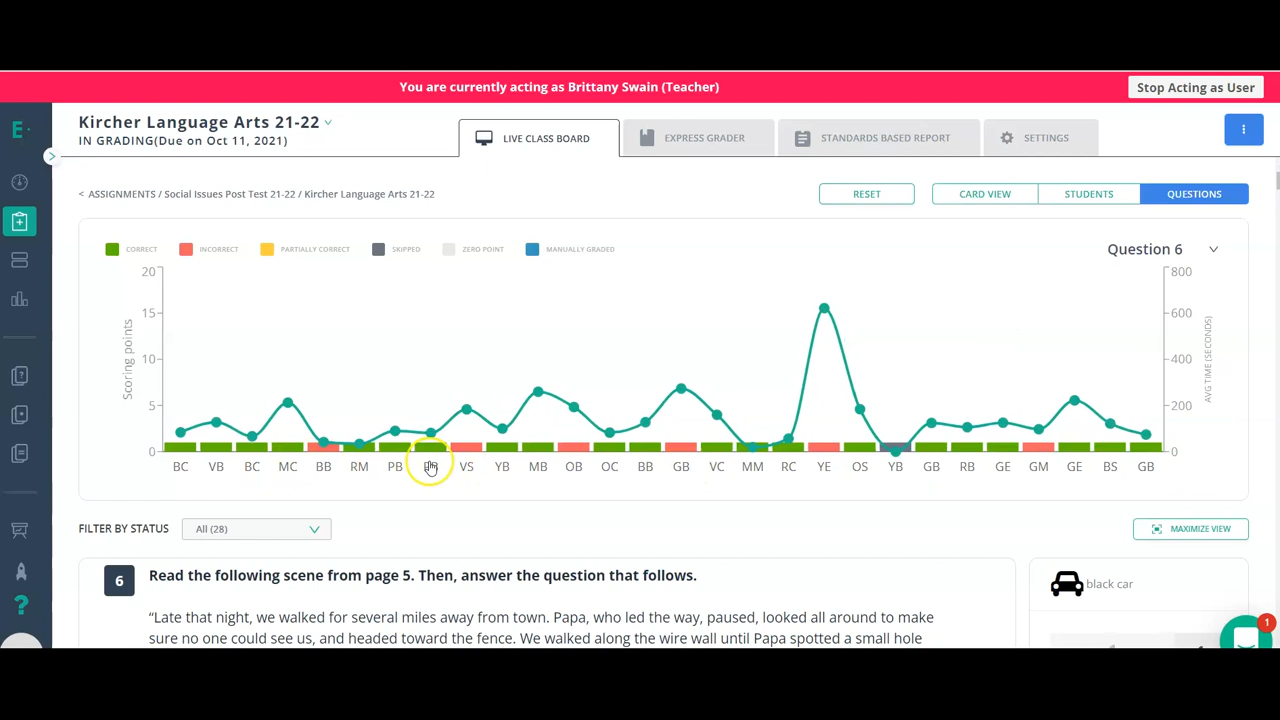 You are currently acting as Brittany Swain (Teacher)
Stop Acting as User
E
Kircher Language Arts 21-22
IN GRADING(Due on Oct 11, 2021)
LIVE CLASS BOARD
EXPRESS GRADER
STANDARDS BASED REPORT
SETTINGS
< ASSIGNMENTS / Social Issues Post Test 21-22 / Kircher Language Arts 21-22
RESET
CARD VIEW
STUDENTS
QUESTIONS
CORRECT
INCORRECT
PARTIALLY CORRECT
SKIPPED
ZERO POINT
MANUALLY GRADED
Question 6
20
15
10
5
0
Scoring points
800
600
400
200
0
AVG TIME (SECONDS)
BC VB BC MC BB RM PB VS YB MB OB OC BB GB VC MM RC YE OS YB GB RB GE GM GE BS GB
FILTER BY STATUS
All (28)
MAXIMIZE VIEW
6
Read the following scene from page 5. Then, answer the question that follows.
“Late that night, we walked for several miles away from town. Papa, who led the way, paused, looked all around to make
sure no one could see us, and headed toward the fence. We walked along the wire wall until Papa spotted a small hole
black car
1
?